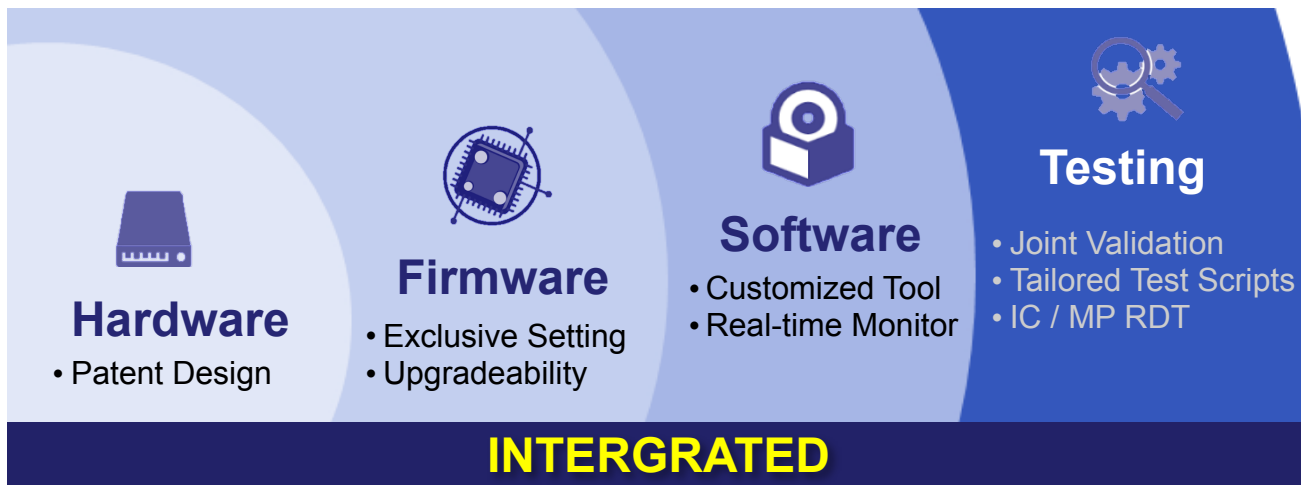 Hardware
• Patent Design
Firmware
• Exclusive Setting
• Upgradeability
Software
• Customized Tool
• Real-time Monitor
Testing
• Joint Validation
• Tailored Test Scripts
• IC / MP RDT
INTERGRATED